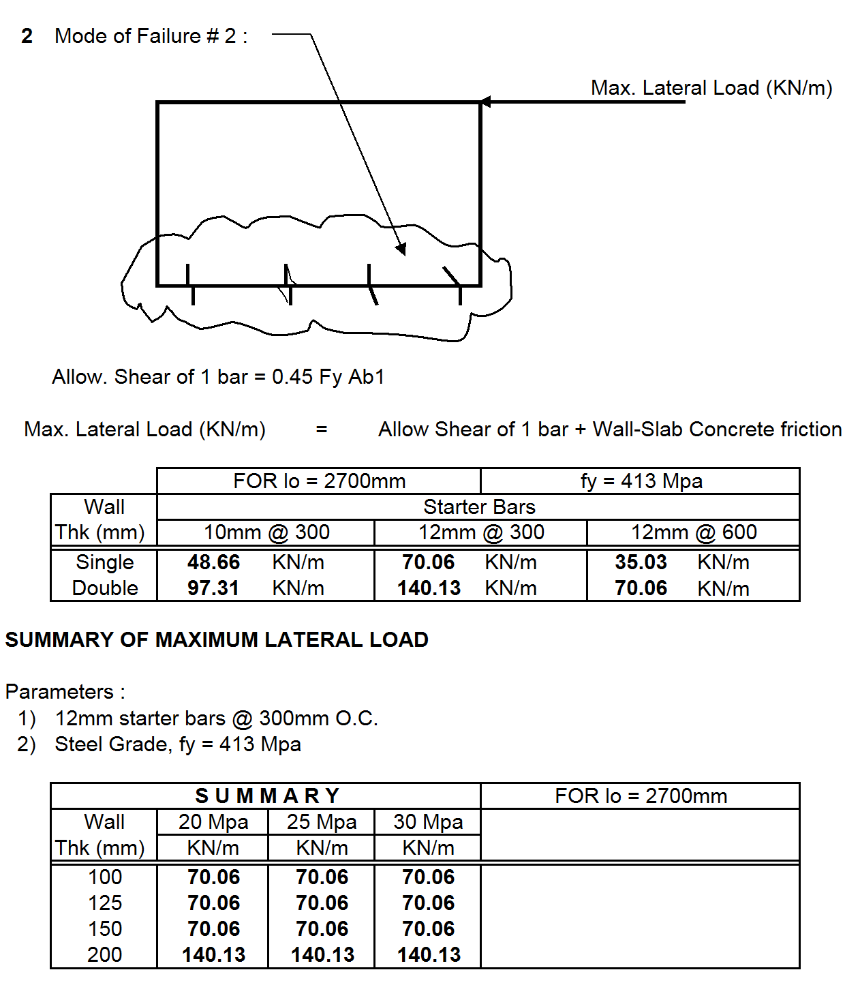 2 Mode of Failure # 2 :
Max. Lateral Load (KN/m)
Allow. Shear of 1 bar = 0.45 Fy Ab1
Max. Lateral Load (KN/m) = Allow Shear of 1 bar + Wall-Slab Concrete friction
FOR lo = 2700mm fy = 413 Mpa
Wall Starter Bars
Thk (mm) 10mm @ 300 12mm @ 300 12mm @ 600
Single 48.66 KN/m 70.06 KN/m 35.03 KN/m
Double 97.31 KN/m 140.13 KN/m 70.06 KN/m
SUMMARY OF MAXIMUM LATERAL LOAD
Parameters :
1) 12mm starter bars @ 300mm O.C.
2) Steel Grade, fy = 413 Mpa
S U M M A R Y FOR lo = 2700mm
Wall 20 Mpa 25 Mpa 30 Mpa
Thk (mm) KN/m KN/m KN/m
100 70.06 70.06 70.06
125 70.06 70.06 70.06
150 70.06 70.06 70.06
200 140.13 140.13 140.13